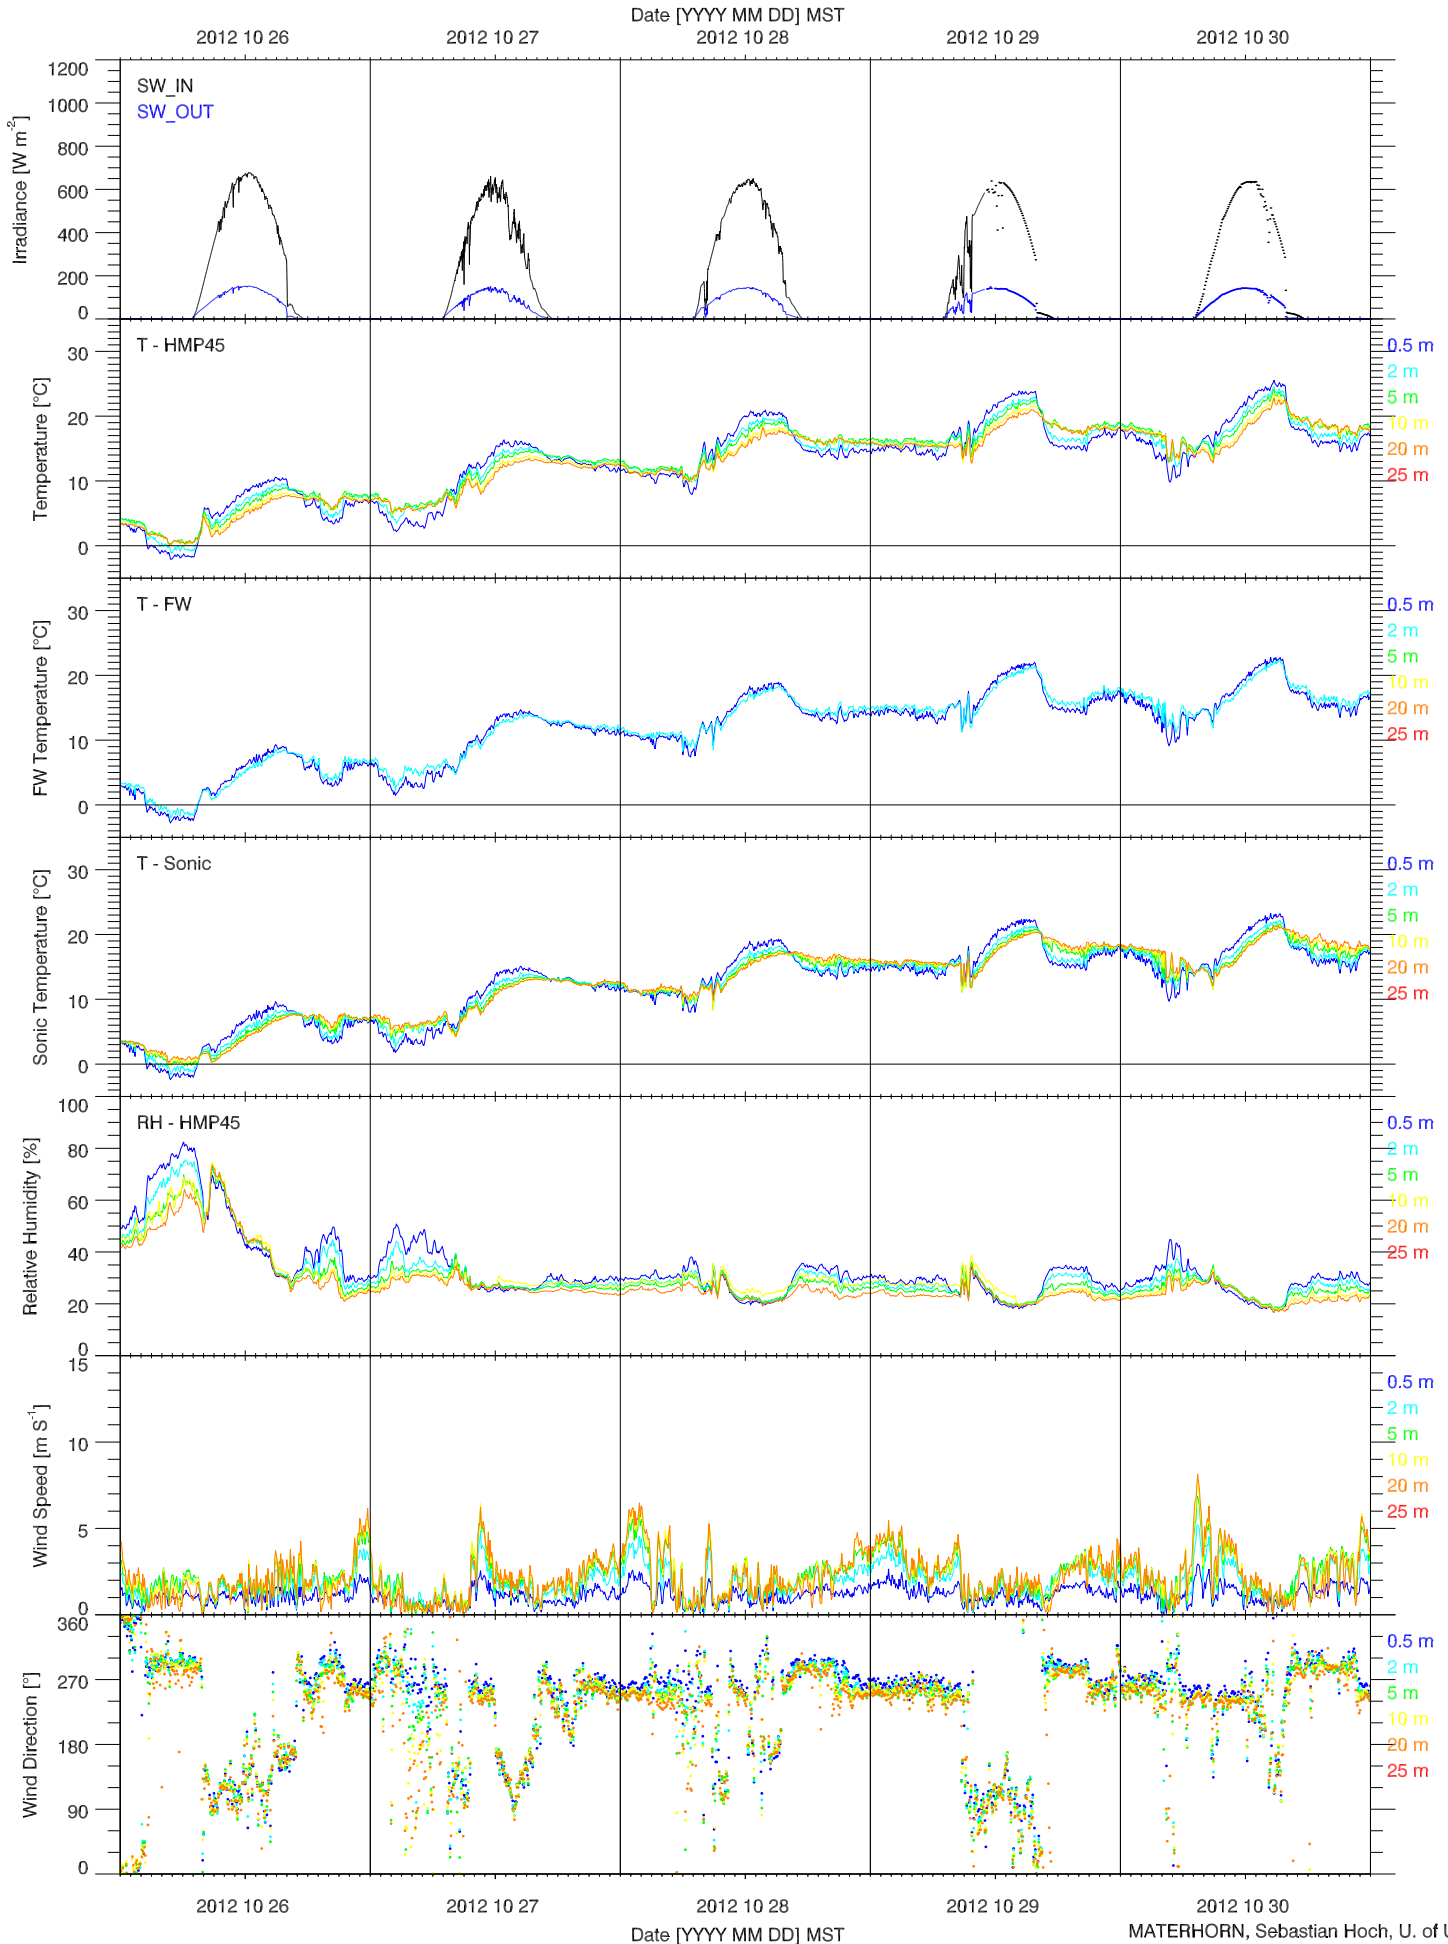 Date [YYYY MM DD] MST
2012 10 26 2012 10 27 2012 10 28 2012 10 29 2012 10 30
Irradiance [W m-2]
1200
1000
800
600
400
200
0
SW_IN
SW_OUT
Temperature [°C]
30
20
10
0
T - HMP45
0.5 m
2 m
5 m
10 m
20 m
25 m
FW Temperature [°C]
30
20
10
0
T - FW
0.5 m
2 m
5 m
10 m
20 m
25 m
Sonic Temperature [°C]
30
20
10
0
T - Sonic
0.5 m
2 m
5 m
10 m
20 m
25 m
Relative Humidity [%]
100
80
60
40
20
0
RH - HMP45
0.5 m
2 m
5 m
10 m
20 m
25 m
Wind Speed [m S-1]
15
10
5
0
0.5 m
2 m
5 m
10 m
20 m
25 m
Wind Direction [°]
360
270
180
90
0
0.5 m
2 m
5 m
10 m
20 m
25 m
2012 10 26 2012 10 27 2012 10 28 2012 10 29 2012 10 30
Date [YYYY MM DD] MST
MATERHORN, Sebastian Hoch, U. of